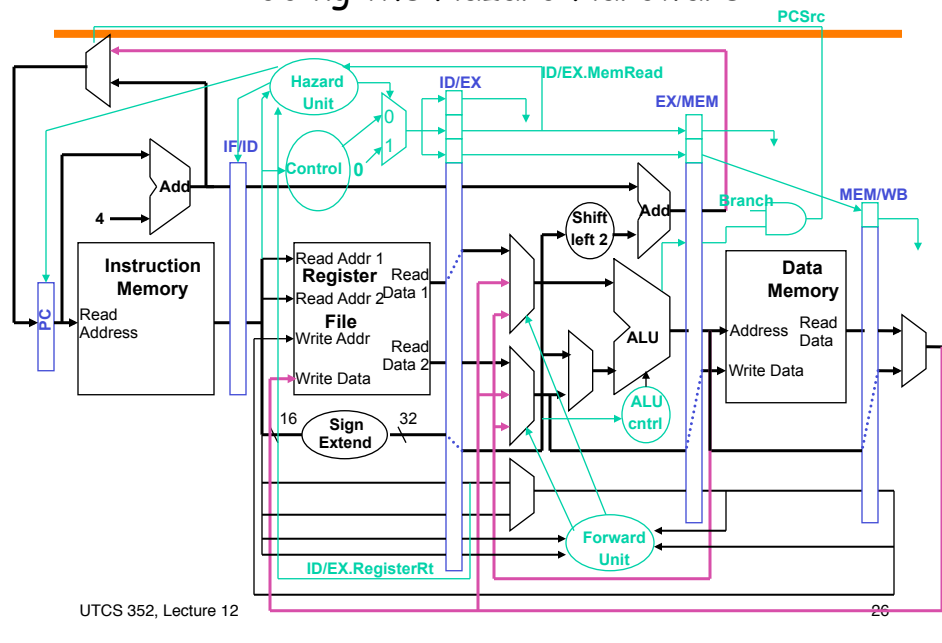 PCSrc
Hazard
Unit
ID/EX
ID/EX.MemRead
EX/MEM
IF/ID
0
1
Control
0
Add
4
Shift
left 2
Add
Branch
MEM/WB
Instruction
Memory
Read
Address
PC
Read Addr 1
Register
Read
Data 1
Read Addr 2
File
Write Addr
Read
Data 2
Write Data
ALU
Data
Memory
Address
Read
Data
Write Data
16
Sign
Extend
32
ALU
cntrl
Forward
Unit
ID/EX.RegisterRt
UTCS 352, Lecture 12
26